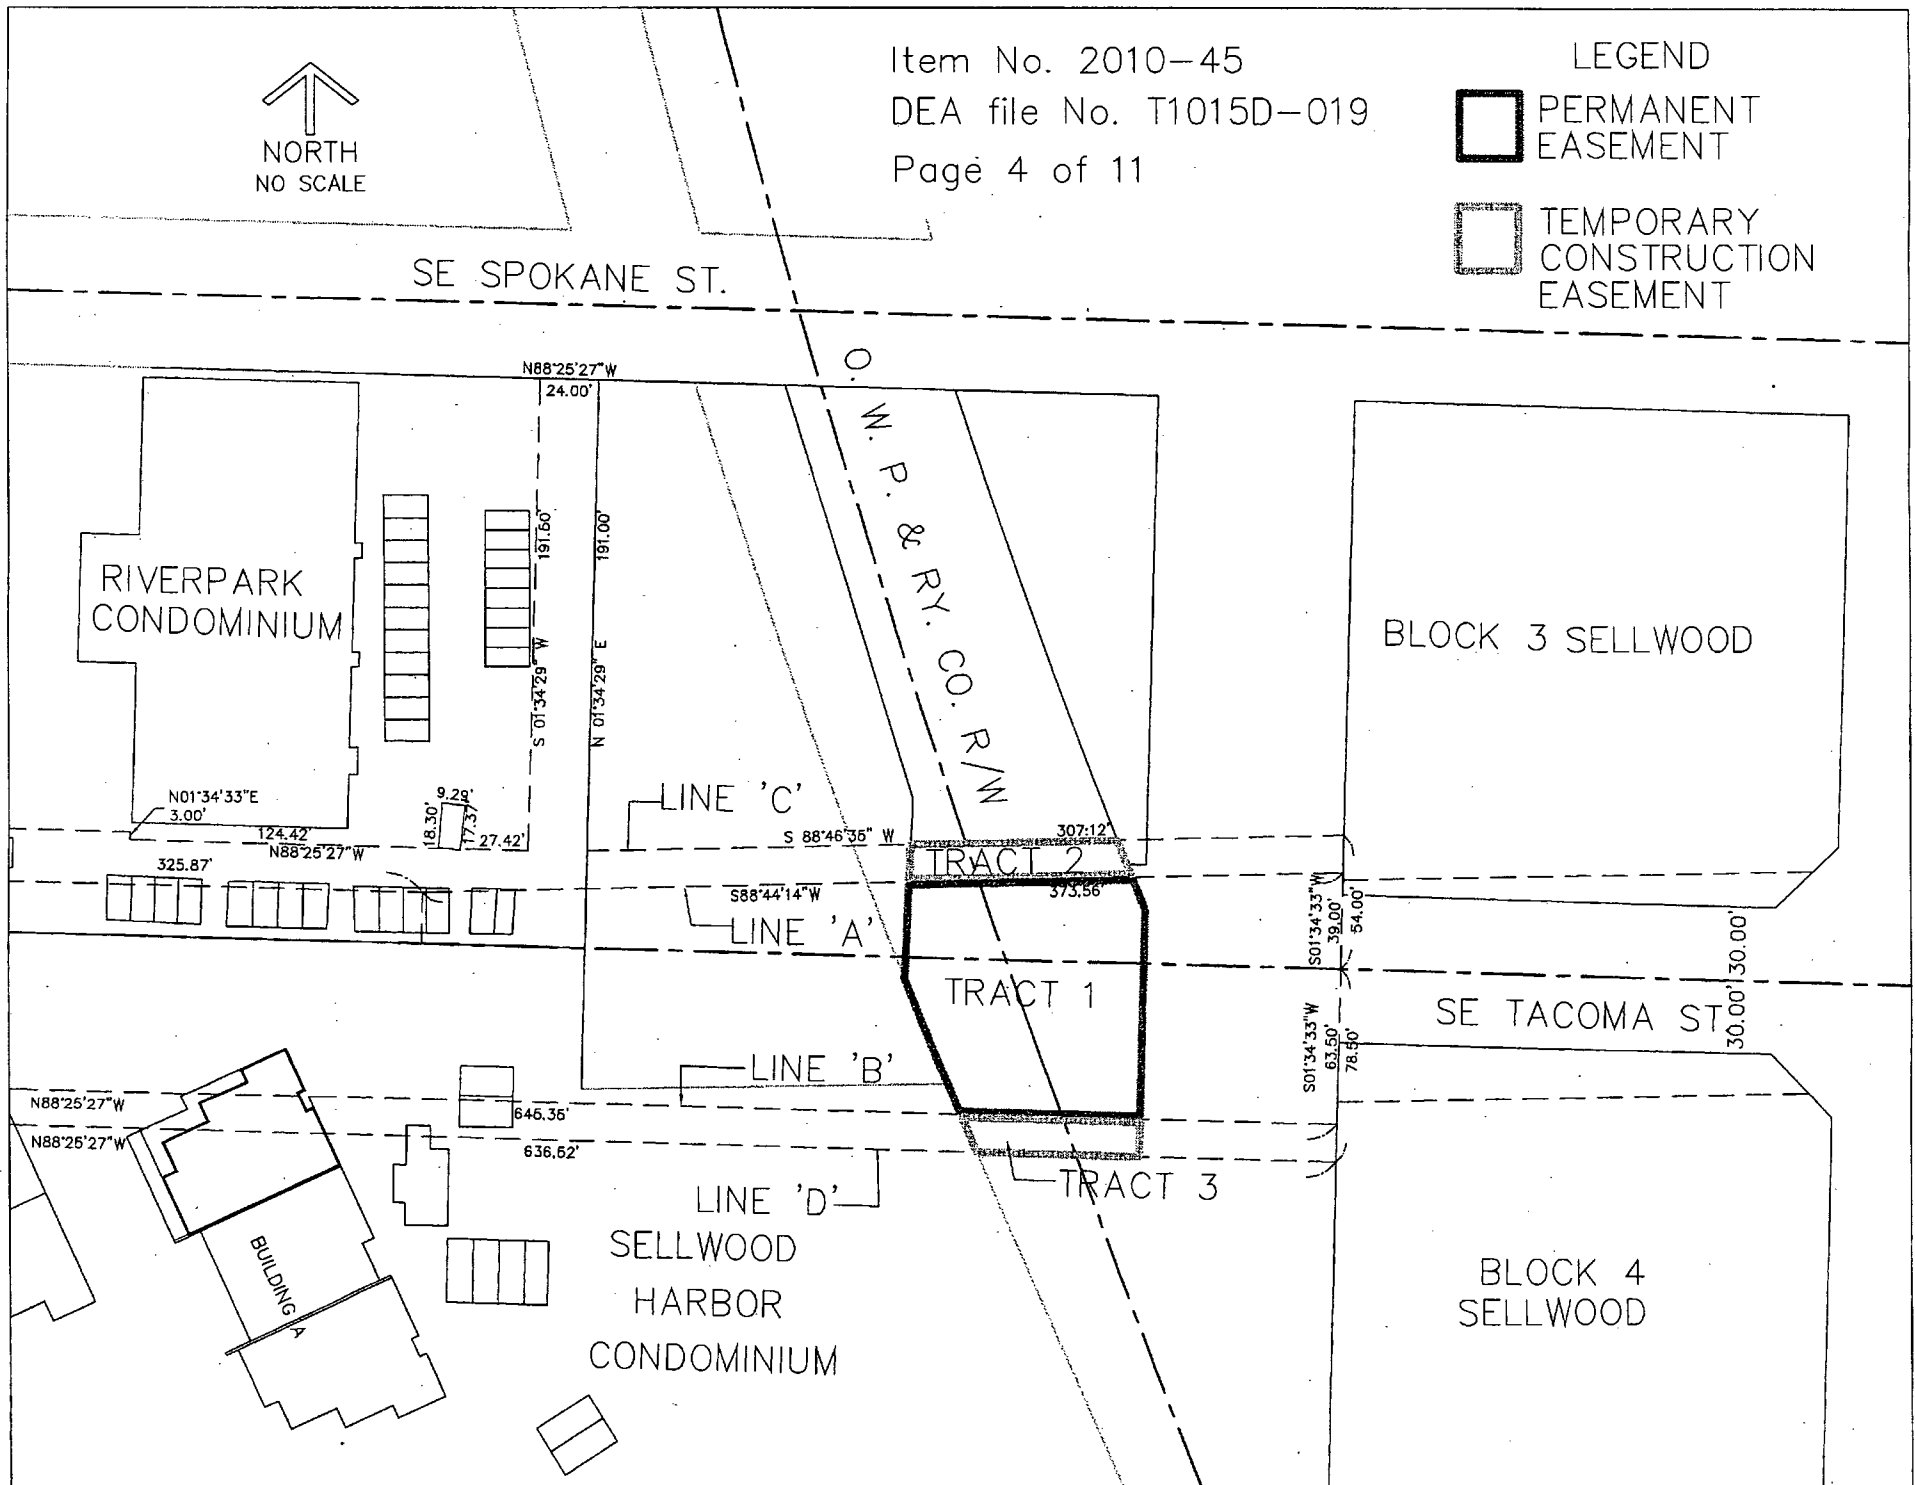 Item No. 2010-45
DEA file No. T1015D-019
Page 4 of 11
LEGEND
PERMANENT
EASEMENT
TEMPORARY
CONSTRUCTION
EASEMENT
NORTH
NO SCALE
SE SPOKANE ST.
N88°25'27"W
24.00'
O. W. P. & RY. CO. R/W
191.50'
S 01°34'29" W
191.00'
N 01°34'29" E
RIVERPARK
CONDOMINIUM
BLOCK 3 SELLWOOD
N01°34'33"E
3.00'
124.42'
N88°25'27"W
9.29'
18.30'
17.37'
27.42'
325.87'
LINE 'C'
S 88°46'35" W
307.12'
TRACT 2
S88°44'14"W
373.56'
LINE 'A'
TRACT 1
S01°34'33"W
39.00'
54.00'
30.00'
30.00'
SE TACOMA ST.
S01°34'33"W
63.50'
78.50'
LINE 'B'
N88°25'27"W
645.35'
N88°25'27"W
636.52'
LINE 'D'
TRACT 3
BUILDING A
SELLWOOD
HARBOR
CONDOMINIUM
BLOCK 4
SELLWOOD